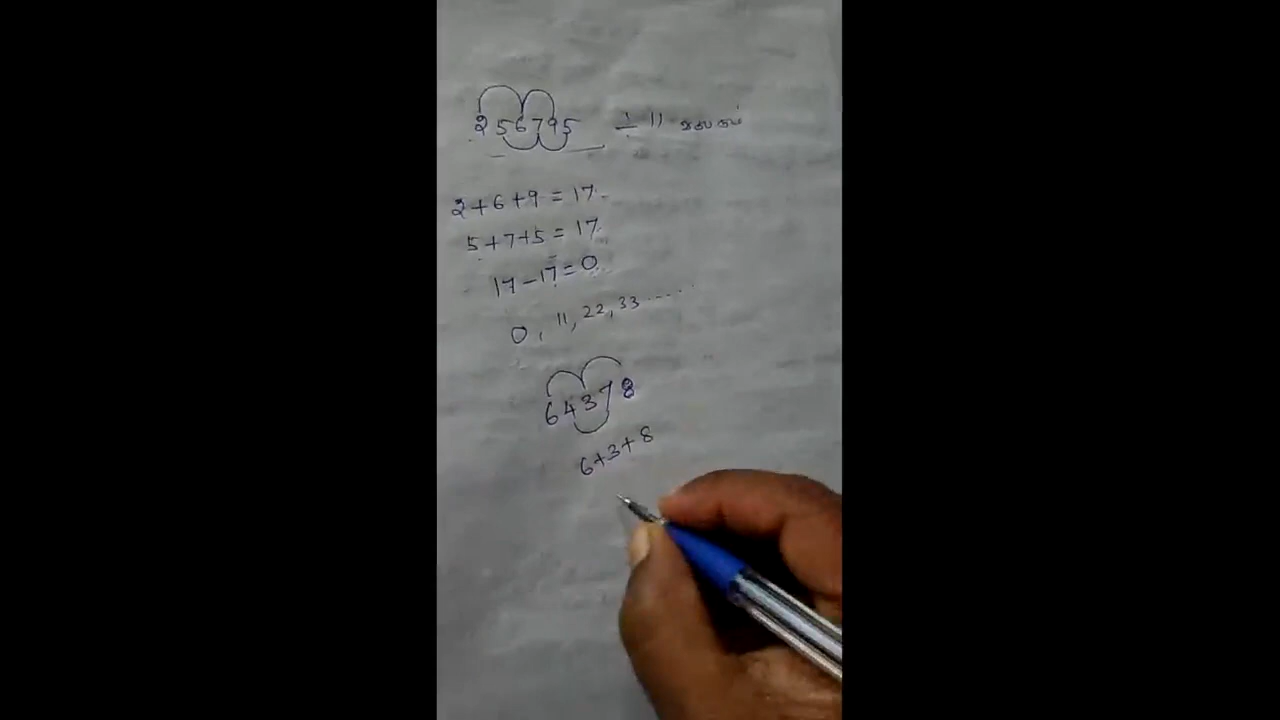 256795 ÷ 11
2+6+9=17
5+7+5=17
17-17=0
0, 11, 22, 33 ......
64378
6+3+8